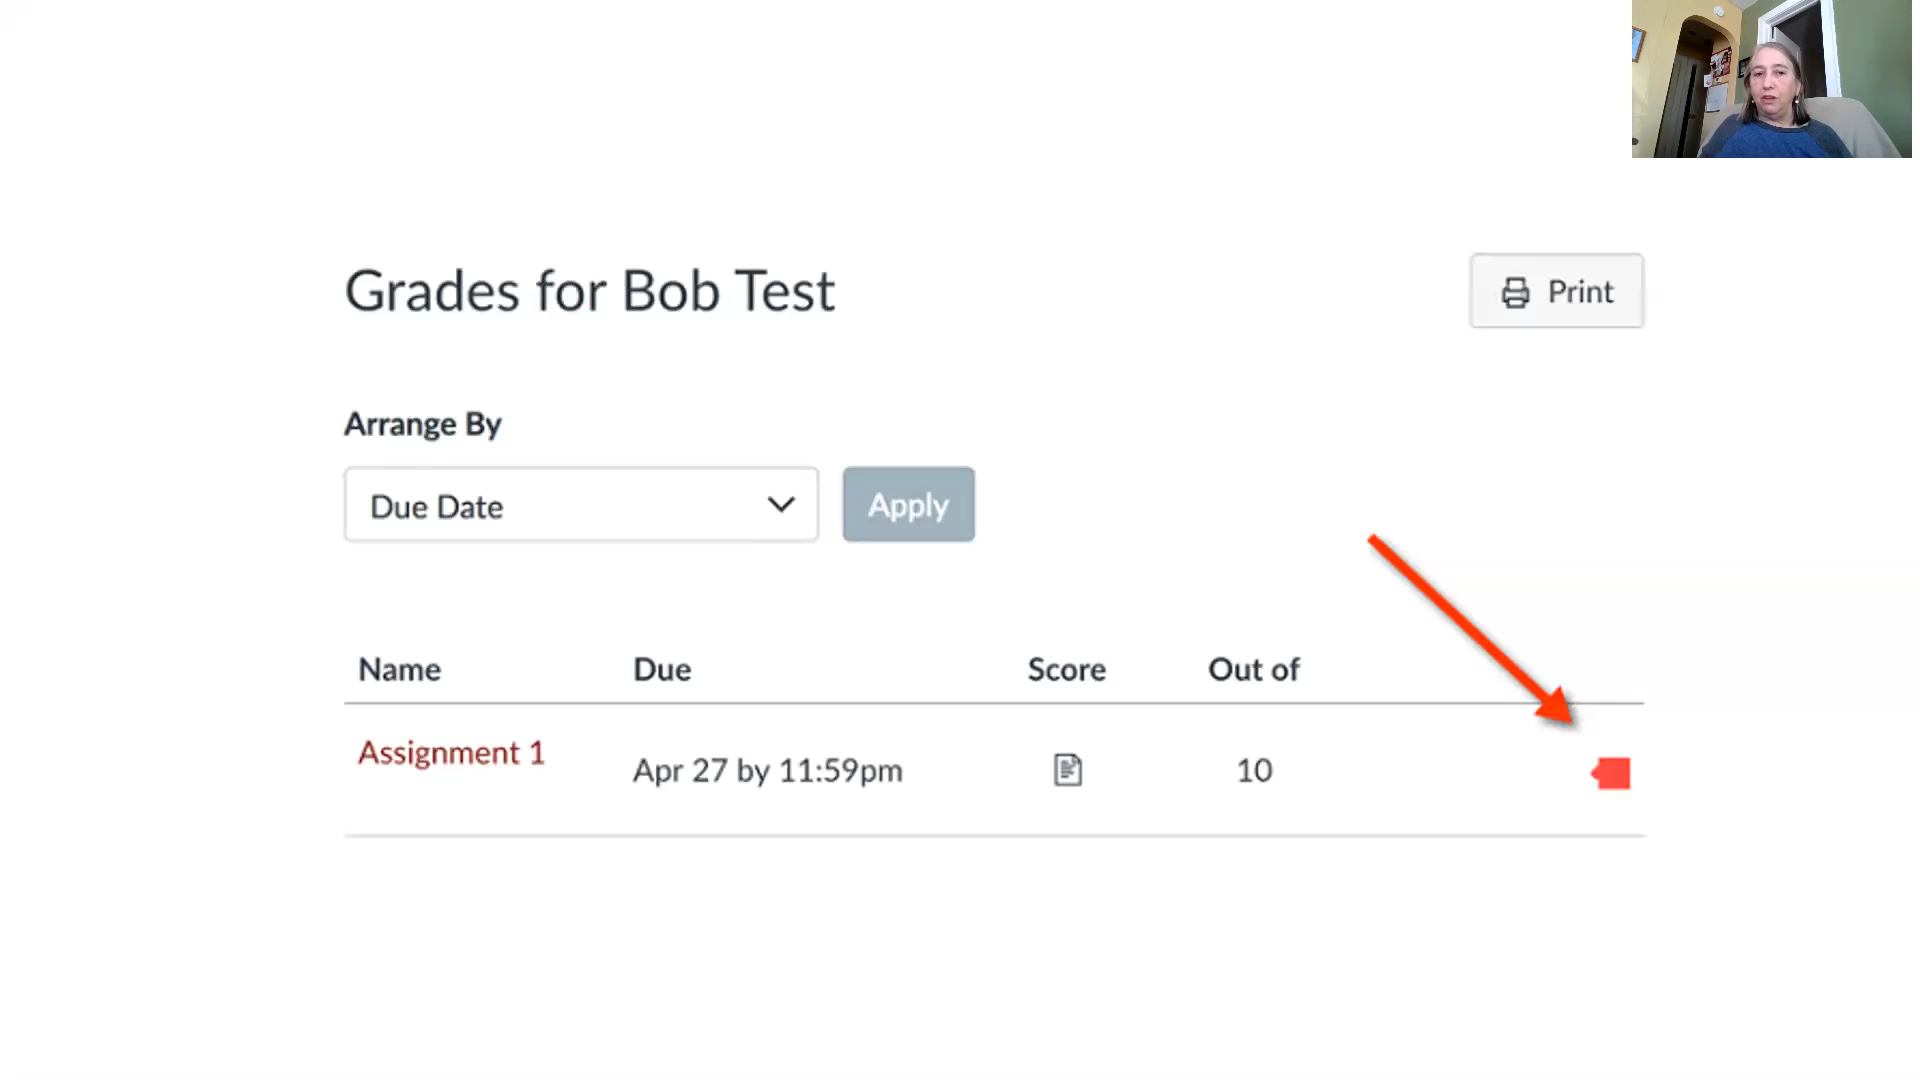 Grades for Bob Test
Print
Arrange By
Due Date
Apply
Name Due Score Out of
Assignment 1 Apr 27 by 11:59pm 10